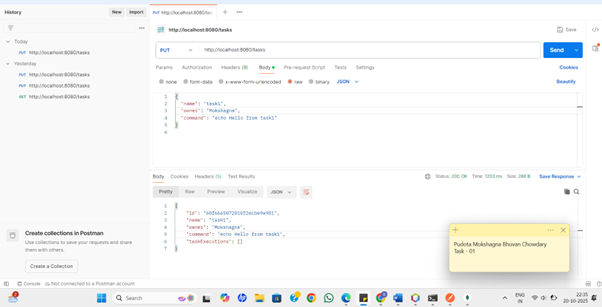 History
New
Import
PUT http://localhost:8080/tas
Today
PUT http://localhost:8080/tasks
Yesterday
PUT http://localhost:8080/tasks
PUT http://localhost:8080/tasks
GET http://localhost:8080/tasks
Create collections in Postman
Use collections to save your requests and share them with others.
Create a Collection
http://localhost:8080/tasks
Save
PUT
http://localhost:8080/tasks
Send
Params Authorization Headers (9) Body Pre-request Script Tests Settings
Cookies
none form-data x-www-form-urlencoded raw binary JSON
Beautify
1 {
2 "name": "task1",
3 "owner": "Mokshagna",
4 "command": "echo Hello from task1"
5 }
6
Body Cookies Headers (5) Test Results
Status: 200 OK Time: 1203 ms Size: 288 B
Save Response
Pretty Raw Preview Visualize JSON
1 {
2 "id":
3 "name": "task1",
4 "owner": "Mokshagna",
5 "command": "echo Hello from task1",
6 "taskExecutions": []
7 }
Pudota Mokshagna Bhuvan Chowdary
Task - 01
Console Not connected to a Postman account
Search
ENG
IN
22:35
20-10-2025